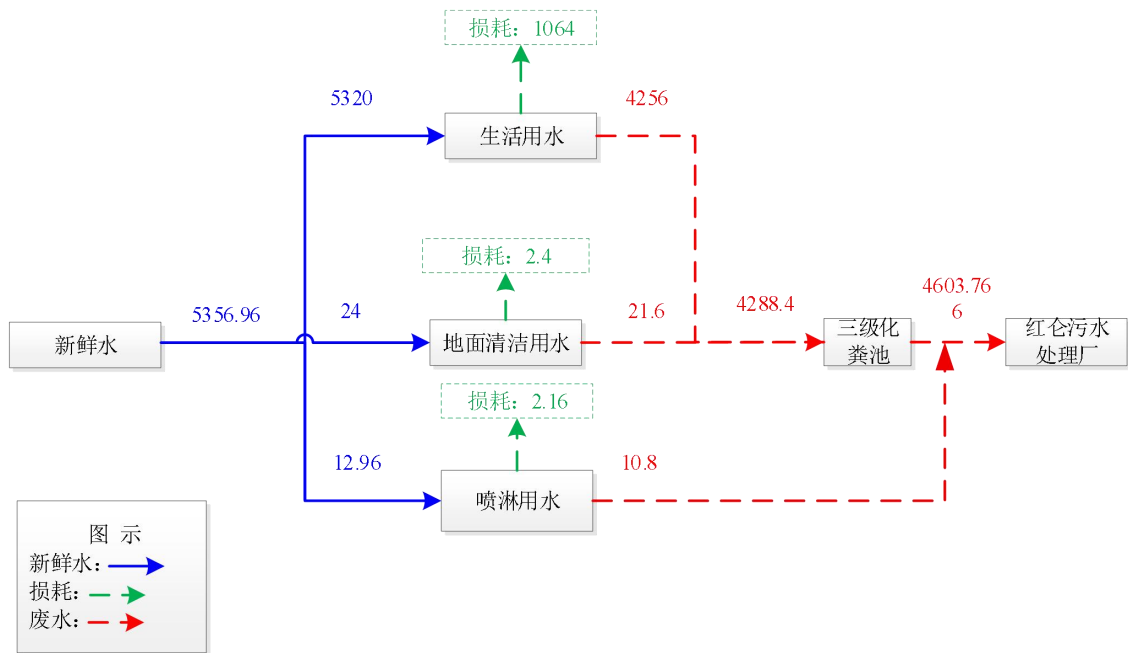 损耗：1064
5320
4256
生活用水
损耗：2.4
5356.96
24
21.6
4288.4
4603.76
6
新鲜水
地面清洁用水
三级化
粪池
红仑污水
处理厂
损耗：2.16
12.96
10.8
喷淋用水
图 示
新鲜水：
损耗：
废水：